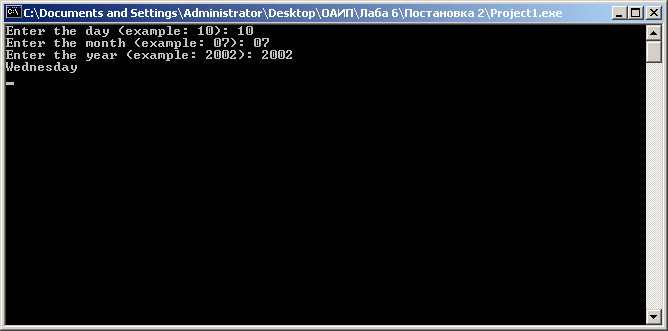 C:\Documents and Settings\Administrator\Desktop\ОАИП\Лаба 6\Постановка 2\Project1.exe
Enter the day (example: 10): 10
Enter the month (example: 07): 07
Enter the year (example: 2002): 2002
Wednesday